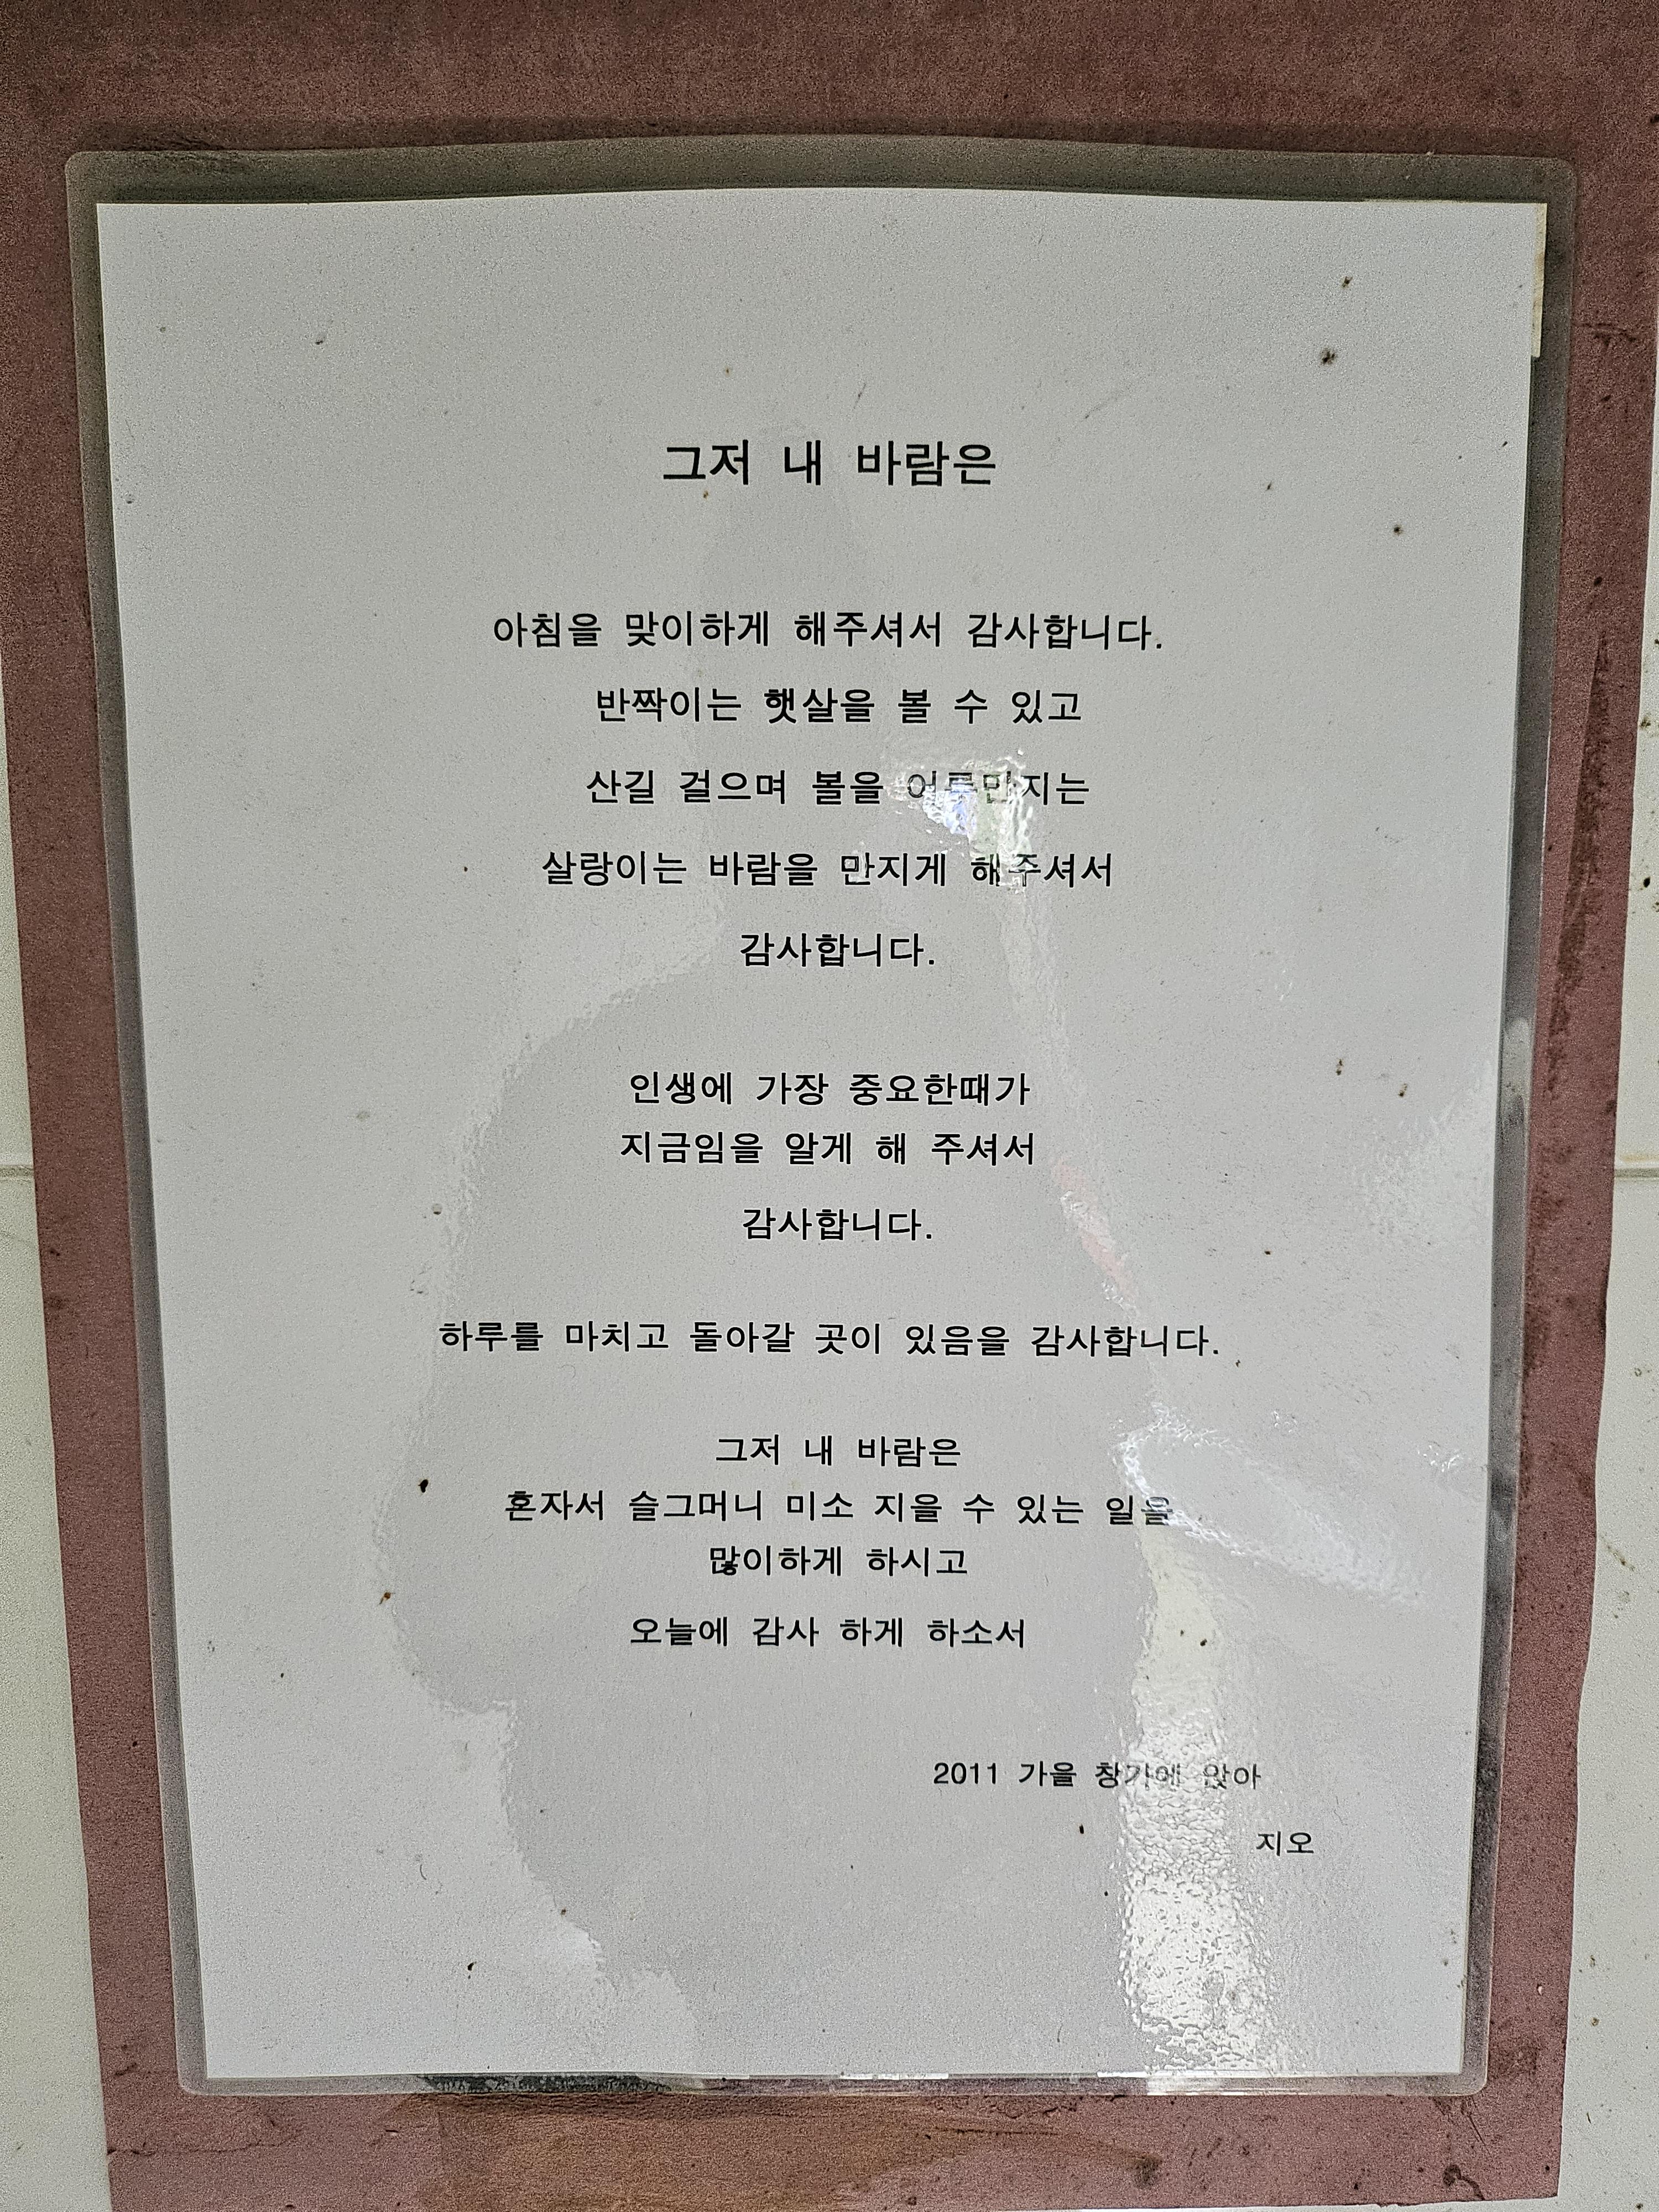 그저 내 바람은
아침을 맞이하게 해주셔서 감사합니다.
반짝이는 햇살을 볼 수 있고
산길 걸으며 볼을 어루만지는
살랑이는 바람을 만지게 해주셔서
감사합니다.
인생에 가장 중요한때가
지금임을 알게 해 주셔서
감사합니다.
하루를 마치고 돌아갈 곳이 있음을 감사합니다.
그저 내 바람은
혼자서 슬그머니 미소 지을 수 있는 일을
많이하게 하시고
오늘에 감사 하게 하소서
2011 가을 창가에 앉아
지오